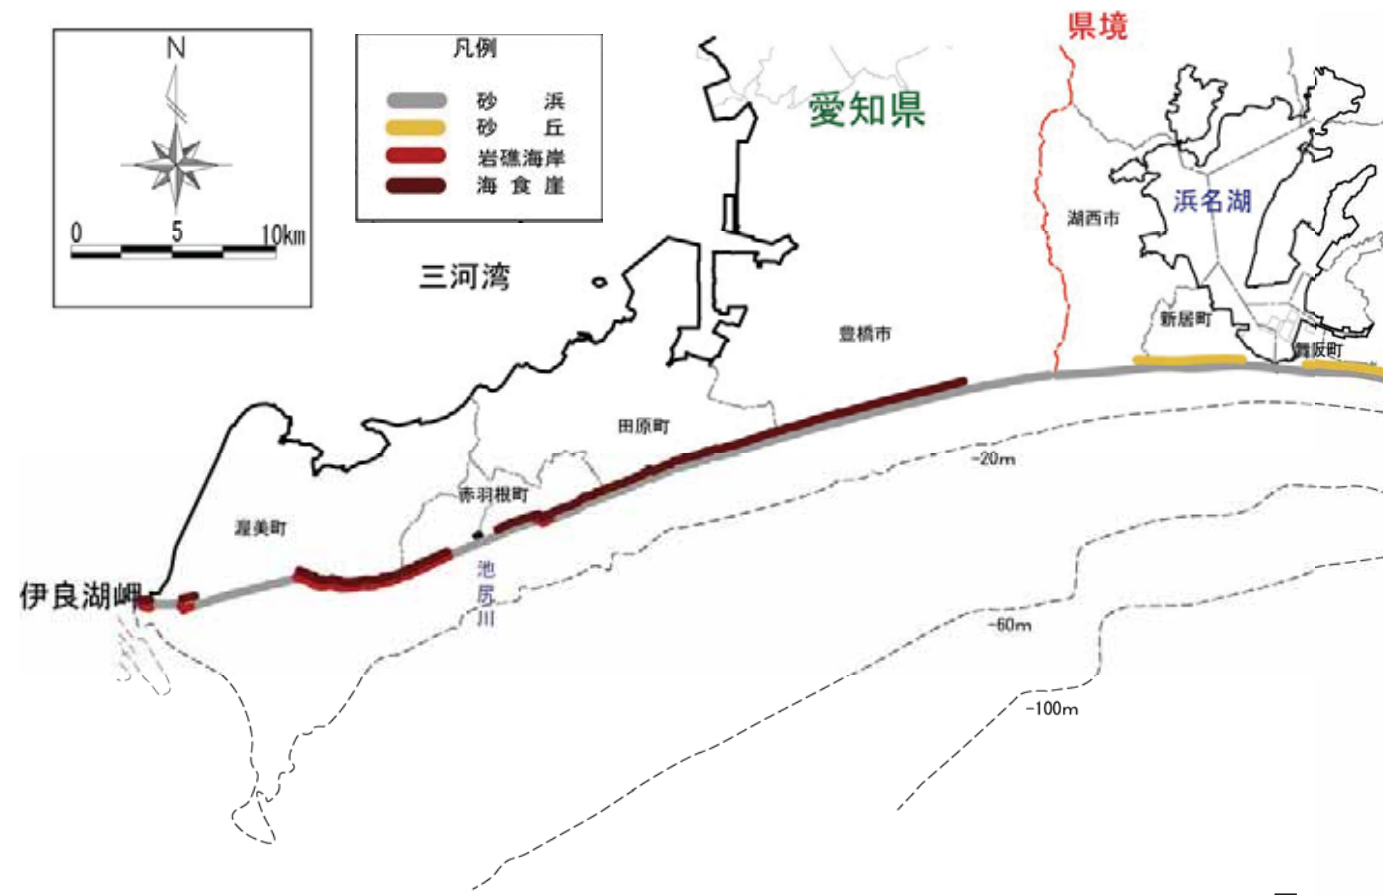 県境
N
凡例
砂 浜
砂 丘
岩礁海岸
海 食 崖
愛知県
0 5 10km
浜名湖
湖西市
三河湾
新居町
豊橋市
舞阪町
田原町
-20m
赤羽根町
渥美町
池尻川
伊良湖岬
-60m
-100m